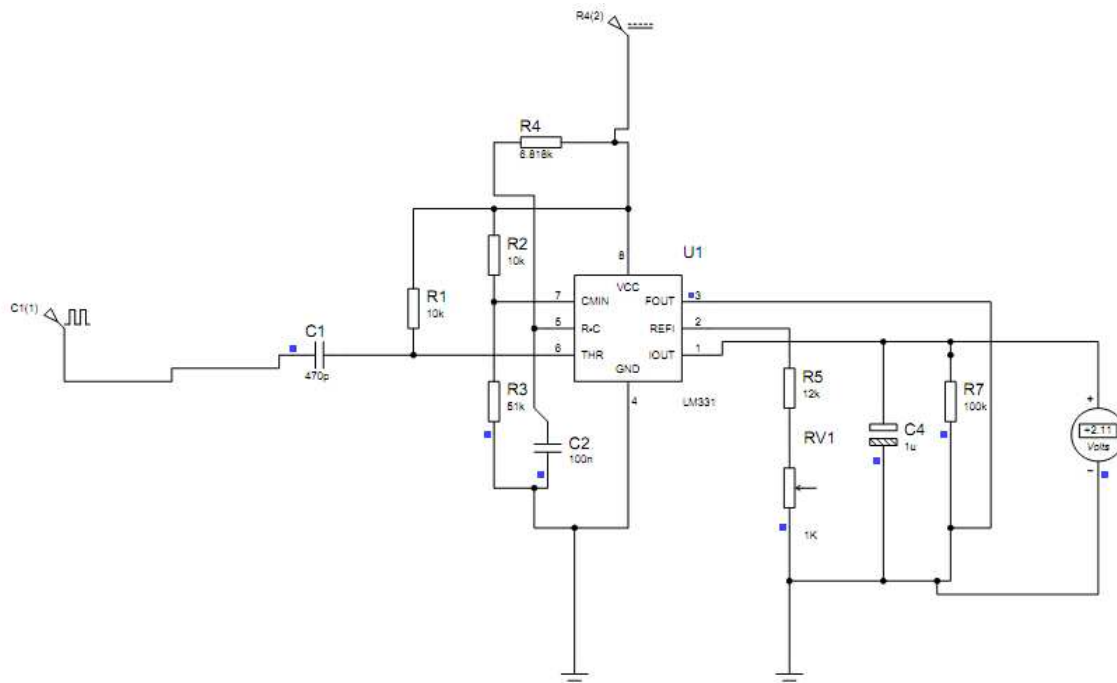 R4(2)
R4
6.818k
R2
10k
U1
8
VCC
R1
10k
C1(1)
7
CMIN
FOUT
3
5
R•C
REFI
2
C1
470p
6
THR
IOUT
1
GND
R3
51k
4
LM331
R5
12k
R7
100k
C4
1u
+
+2.11
Volts
−
RV1
C2
100n
1K